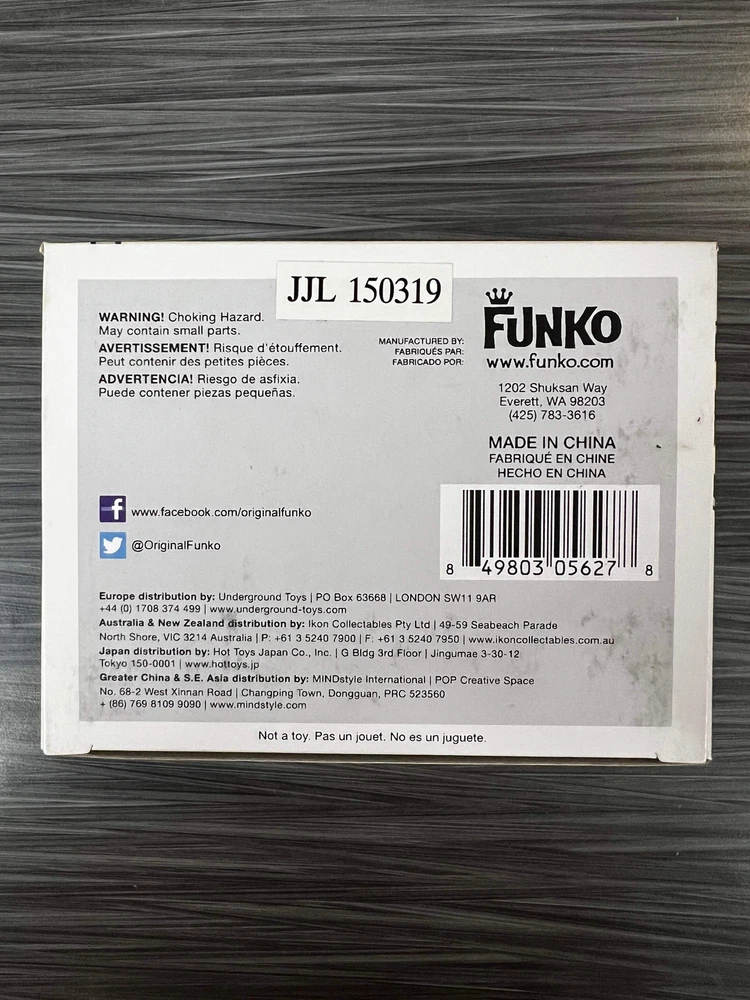 JJL 150319
WARNING! Choking Hazard.
May contain small parts.
AVERTISSEMENT! Risque d'étouffement.
Peut contenir des petites pièces.
ADVERTENCIA! Riesgo de asfixia.
Puede contener piezas pequeñas.
MANUFACTURED BY:
FABRIQUÉS PAR:
FABRICADO POR:
FUNKO
www.funko.com
1202 Shuksan Way
Everett, WA 98203
(425) 783-3616
MADE IN CHINA
FABRIQUÉ EN CHINE
HECHO EN CHINA
f www.facebook.com/originalfunko
@OriginalFunko
8 49803 05627 8
Europe distribution by: Underground Toys | PO Box 63668 | LONDON SW11 9AR
+44 (0) 1708 374 499 | www.underground-toys.com
Australia & New Zealand distribution by: Ikon Collectables Pty Ltd | 49-59 Seabeach Parade
North Shore, VIC 3214 Australia | P: +61 3 5240 7900 | F: +61 3 5240 7950 | www.ikoncollectables.com.au
Japan distribution by: Hot Toys Japan Co., Inc. | G Bldg 3rd Floor | Jingumae 3-30-12
Tokyo 150-0001 | www.hottoys.jp
Greater China & S.E. Asia distribution by: MINDstyle International | POP Creative Space
No. 68-2 West Xinnan Road | Changping Town, Dongguan, PRC 523560
+ (86) 769 8109 9090 | www.mindstyle.com
Not a toy. Pas un jouet. No es un juguete.